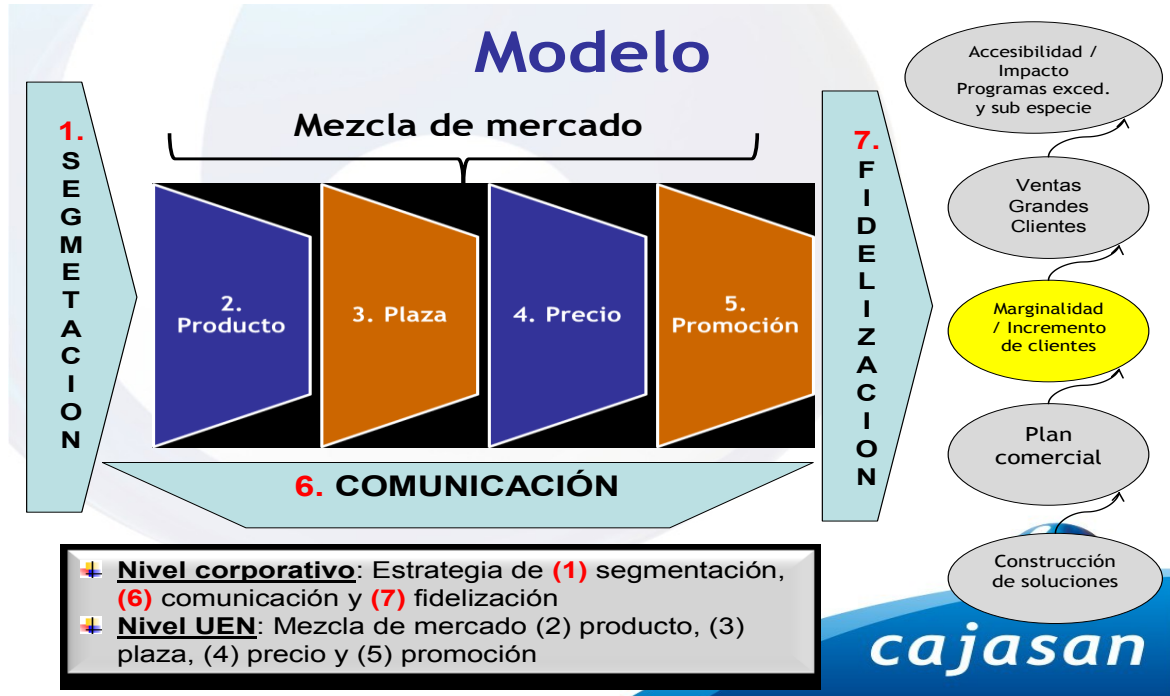 Modelo
Mezcla de mercado
1.
S
E
G
M
E
T
A
C
I
O
N
2.
Producto
3. Plaza
4. Precio
5.
Promoción
6. COMUNICACIÓN
7.
F
I
D
E
L
I
Z
A
C
I
O
N
Accesibilidad /
Impacto
Programas exced.
y sub especie
Ventas
Grandes
Clientes
Marginalidad
/ Incremento
de clientes
Plan
comercial
Construcción
de soluciones
Nivel corporativo: Estrategia de (1) segmentación,
(6) comunicación y (7) fidelización
Nivel UEN: Mezcla de mercado (2) producto, (3)
plaza, (4) precio y (5) promoción
cajasan